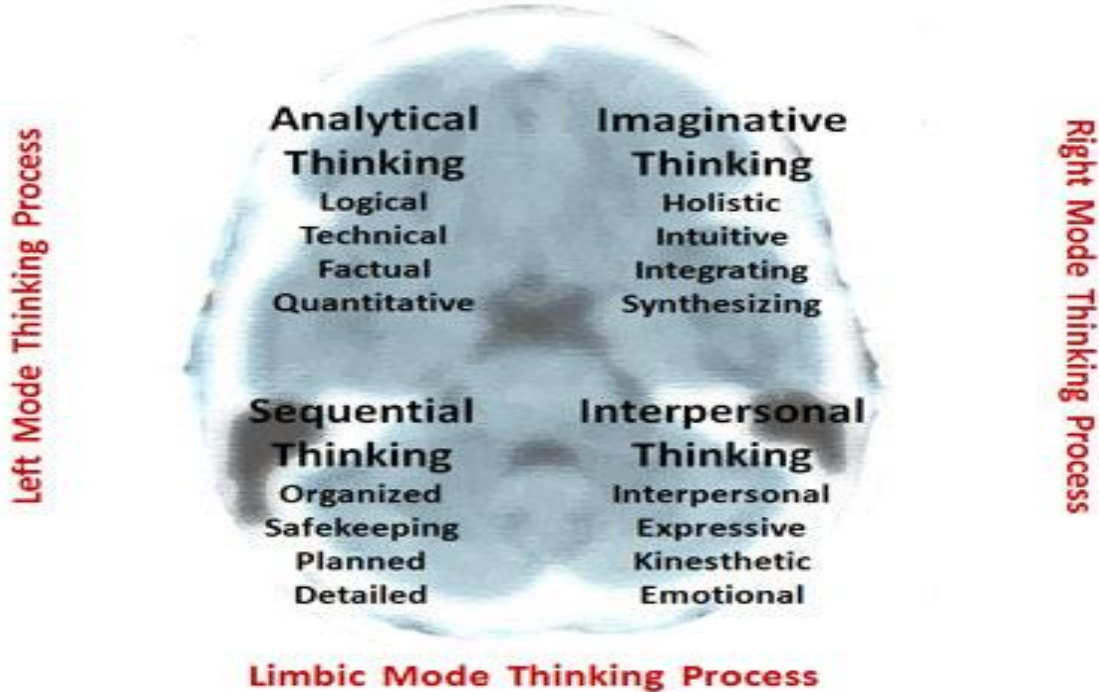 Left Mode Thinking Process
Analytical
Thinking
Logical
Technical
Factual
Quantitative
Imaginative
Thinking
Holistic
Intuitive
Integrating
Synthesizing
Sequential
Thinking
Organized
Safekeeping
Planned
Detailed
Interpersonal
Thinking
Interpersonal
Expressive
Kinesthetic
Emotional
Right Mode Thinking Process
Limbic Mode Thinking Process